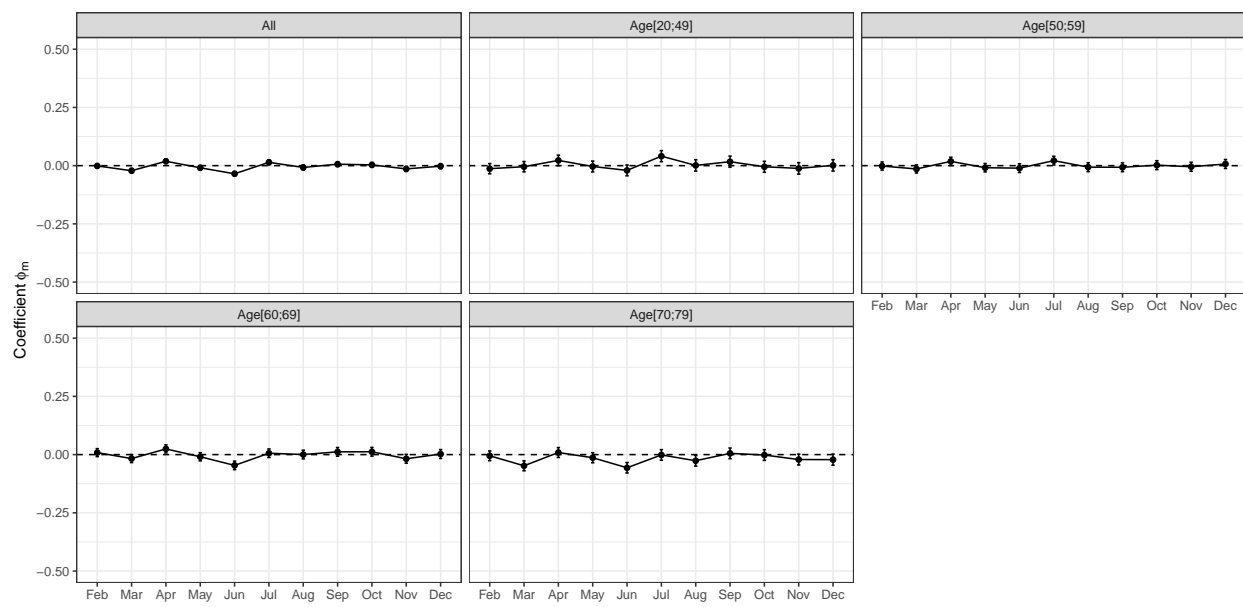 All
Age[20;49]
Age[50;59]
0.50
0.25
0.00
−0.25
−0.50
Feb Mar Apr May Jun Jul Aug Sep Oct Nov Dec
Age[60;69]
Age[70;79]
Coefficient ϕm
0.50
0.25
0.00
−0.25
−0.50
Feb Mar Apr May Jun Jul Aug Sep Oct Nov Dec
Feb Mar Apr May Jun Jul Aug Sep Oct Nov Dec